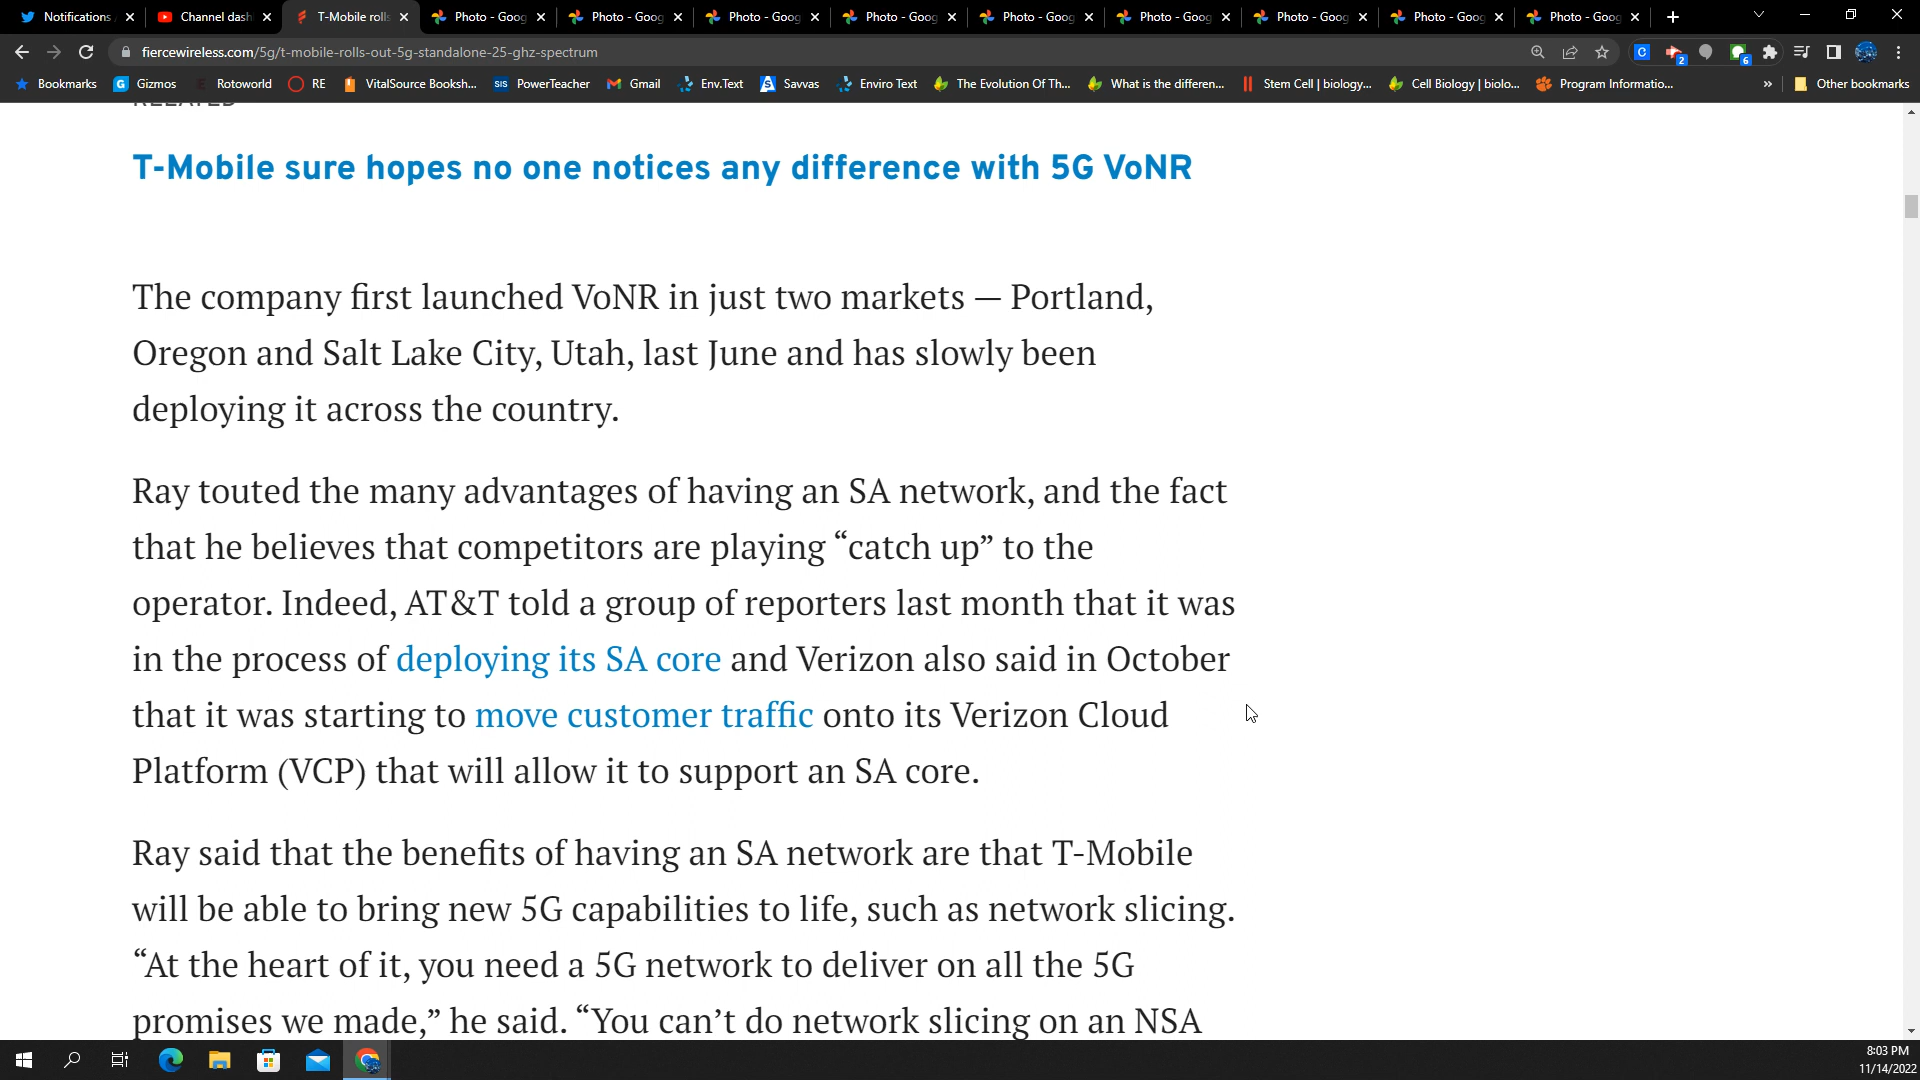 Notifications
Channel dash
T-Mobile rolls
Photo - Goog
Photo - Goog
Photo - Goog
Photo - Goog
Photo - Goog
Photo - Goog
Photo - Goog
Photo - Goog
Photo - Goog
fiercewireless.com/5g/t-mobile-rolls-out-5g-standalone-25-ghz-spectrum
Bookmarks
Gizmos
Rotoworld
RE
VitalSource Booksh...
PowerTeacher
Gmail
Env.Text
Savvas
Enviro Text
The Evolution Of Th...
What is the differen...
Stem Cell | biology...
Cell Biology | biolo...
Program Informatio...
Other bookmarks
RELATED
T-Mobile sure hopes no one notices any difference with 5G VoNR
The company first launched VoNR in just two markets — Portland,
Oregon and Salt Lake City, Utah, last June and has slowly been
deploying it across the country.
Ray touted the many advantages of having an SA network, and the fact
that he believes that competitors are playing “catch up” to the
operator. Indeed, AT&T told a group of reporters last month that it was
in the process of deploying its SA core and Verizon also said in October
that it was starting to move customer traffic onto its Verizon Cloud
Platform (VCP) that will allow it to support an SA core.
Ray said that the benefits of having an SA network are that T-Mobile
will be able to bring new 5G capabilities to life, such as network slicing.
“At the heart of it, you need a 5G network to deliver on all the 5G
promises we made,” he said. “You can’t do network slicing on an NSA
8:03 PM
11/14/2022